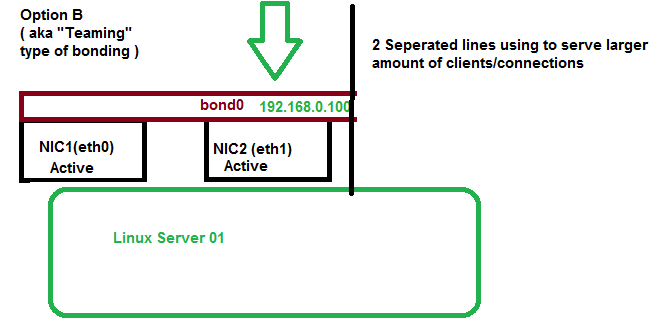 Option B
( aka "Teaming"
type of bonding )
2 Seperated lines using to serve larger
amount of clients/connections
bond0 192.168.0.100
NIC1(eth0)
Active
NIC2 (eth1)
Active
Linux Server 01